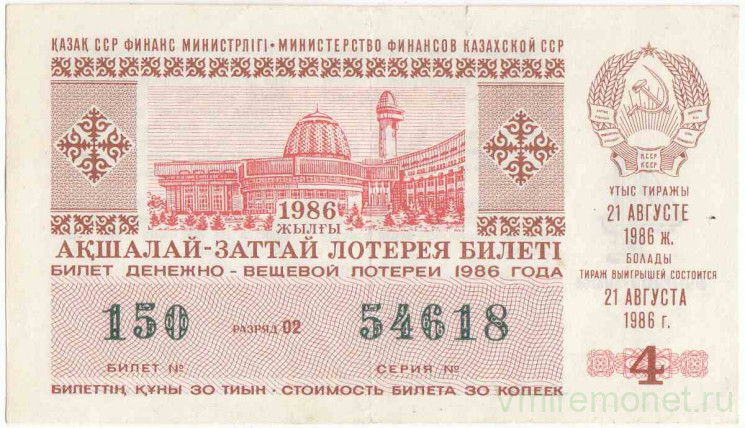 ҚАЗАҚ ССР ФИНАНС МИНИСТРЛІГІ • МИНИСТЕРСТВО ФИНАНСОВ КАЗАХСКОЙ ССР
1986
ЖЫЛҒЫ
АҚШАЛАЙ-ЗАТТАЙ ЛОТЕРЕЯ БИЛЕТІ
БИЛЕТ ДЕНЕЖНО - ВЕЩЕВОЙ ЛОТЕРЕИ 1986 ГОДА
150 РАЗРЯД 02 54618
БИЛЕТ № СЕРИЯ №
БИЛЕТТІҢ ҚҰНЫ 30 ТИЫН - СТОИМОСТЬ БИЛЕТА 30 КОПЕЕК
КССР
КССР
ҰТЫС ТИРАЖЫ
21 АВГУСТЕ
1986 ж.
БОЛАДЫ
ТИРАЖ ВЫИГРЫШЕЙ СОСТОИТСЯ
21 АВГУСТА
1986 г.
4
vmiremonet.ru